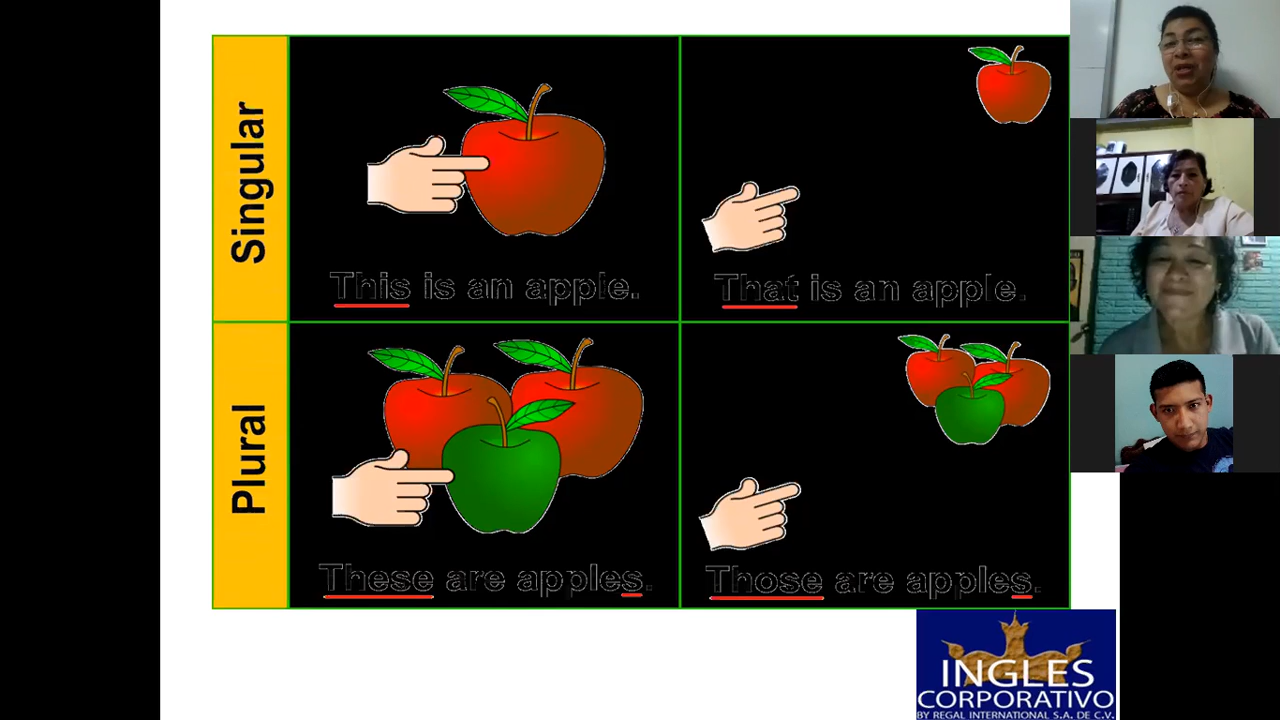 Singular
This is an apple.
That is an apple.
Plural
These are apples.
Those are apples.
INGLES
CORPORATIVO
BY REGAL INTERNATIONAL S.A. DE C.V.